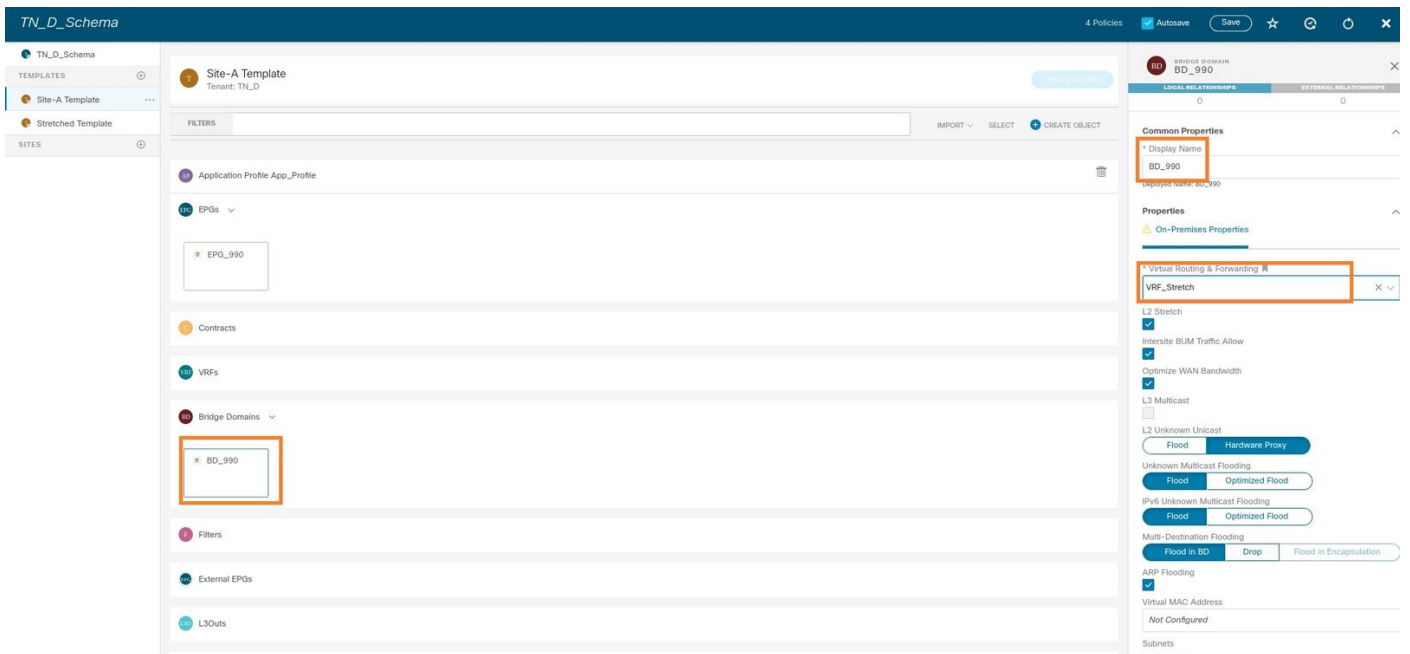 TN_D_Schema
4 Policies
Autosave
Save
TN_D_Schema
TEMPLATES
Site-A Template
Stretched Template
SITES
T
Site-A Template
Tenant: TN_D
FILTERS
IMPORT
SELECT
CREATE OBJECT
AP
Application Profile App_Profile
EPG
EPGs
EPG_990
Contracts
VRF
VRFs
BD
Bridge Domains
BD_990
F
Filters
External EPGs
L3Outs
BD
BRIDGE DOMAIN
BD_990
LOCAL RELATIONSHIPS
EXTERNAL RELATIONSHIPS
0
0
Common Properties
* Display Name
BD_990
Deployed Name: BD_990
Properties
On-Premises Properties
* Virtual Routing & Forwarding
VRF_Stretch
L2 Stretch
Intersite BUM Traffic Allow
Optimize WAN Bandwidth
L3 Multicast
L2 Unknown Unicast
Flood
Hardware Proxy
Unknown Multicast Flooding
Flood
Optimized Flood
IPv6 Unknown Multicast Flooding
Flood
Optimized Flood
Multi-Destination Flooding
Flood in BD
Drop
Flood in Encapsulation
ARP Flooding
Virtual MAC Address
Not Configured
Subnets